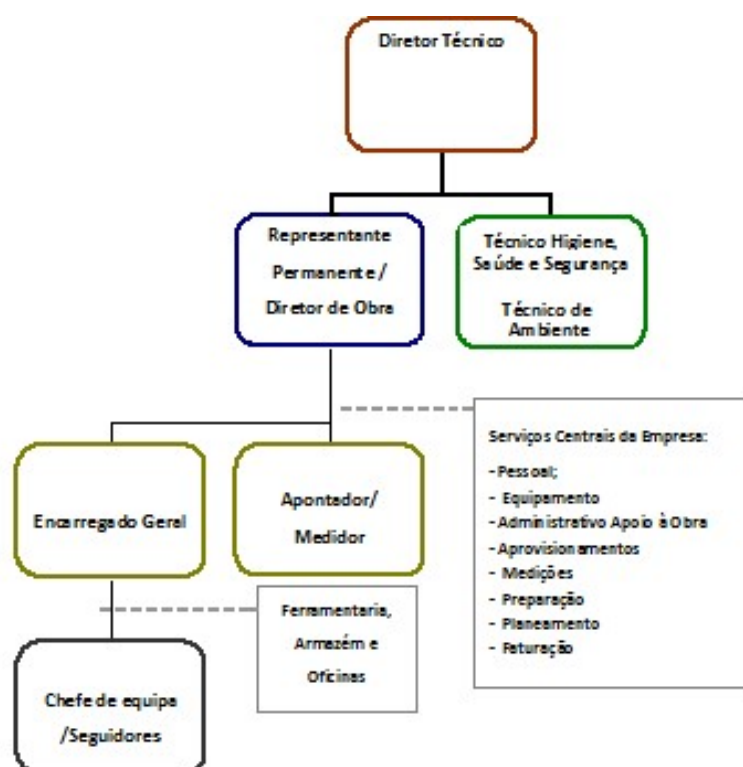 Diretor Técnico
Representante
Permanente /
Diretor de Obra
Técnico Higiene,
Saúde e Segurança
Técnico de
Ambiente
Serviços Centrais da Empresa:
-Pessoal;
- Equipamento
-Administrativo Apoio à Obra
-Aprovisionamentos
- Medições
- Preparação
- Planeamento
- Faturação
Encarregado Geral
Apontador/
Medidor
Ferramentaria,
Armazém e
Oficinas
Chefe de equipa
/Seguidores